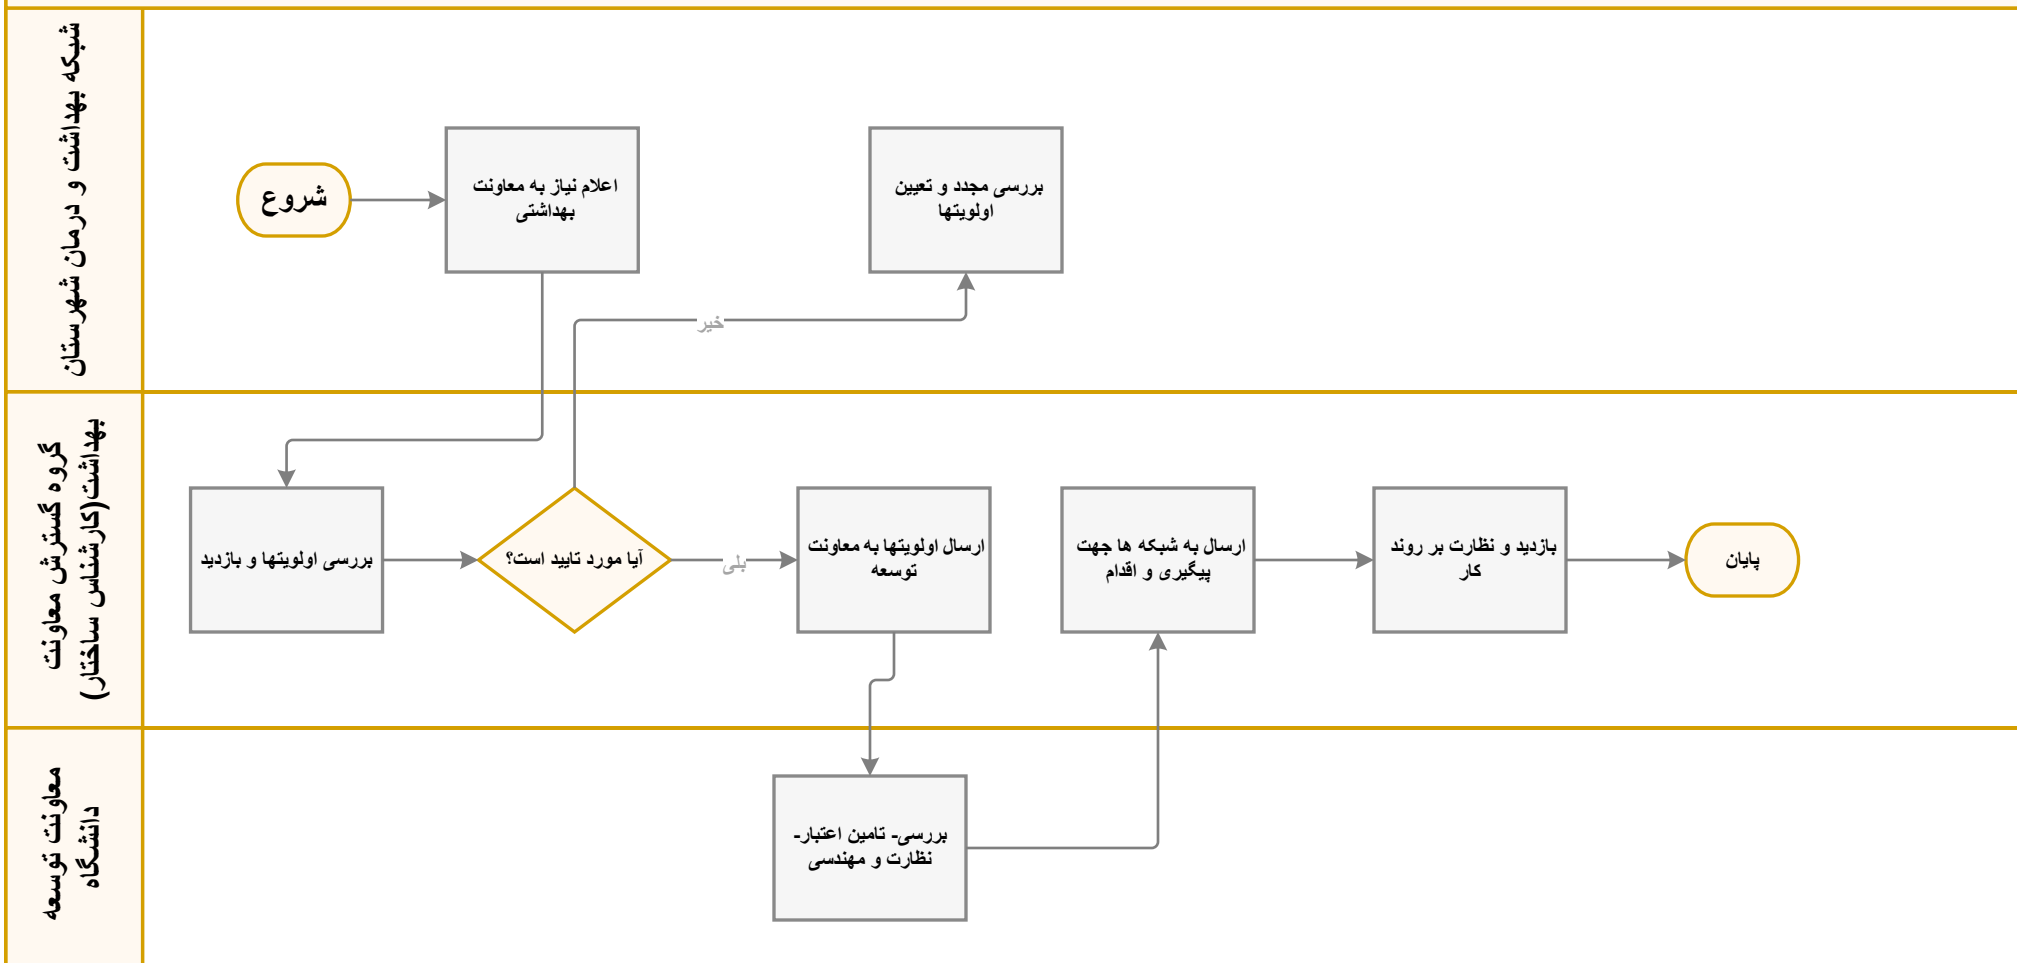 شبکه بهداشت و درمان شهرستان
شروع
اعلام نیاز به معاونت
بهداشتی
بررسی مجدد و تعیین
اولویتها
خیر
گروه گسترش معاونت
بهداشت(کارشناس ساختار)
بررسی اولویتها و بازدید
آیا مورد تایید است؟
بلی
ارسال اولویتها به معاونت
توسعه
ارسال به شبکه ها جهت
پیگیری و اقدام
بازدید و نظارت بر روند
کار
پایان
معاونت توسعه
دانشگاه
بررسی- تامین اعتبار-
نظارت و مهندسی